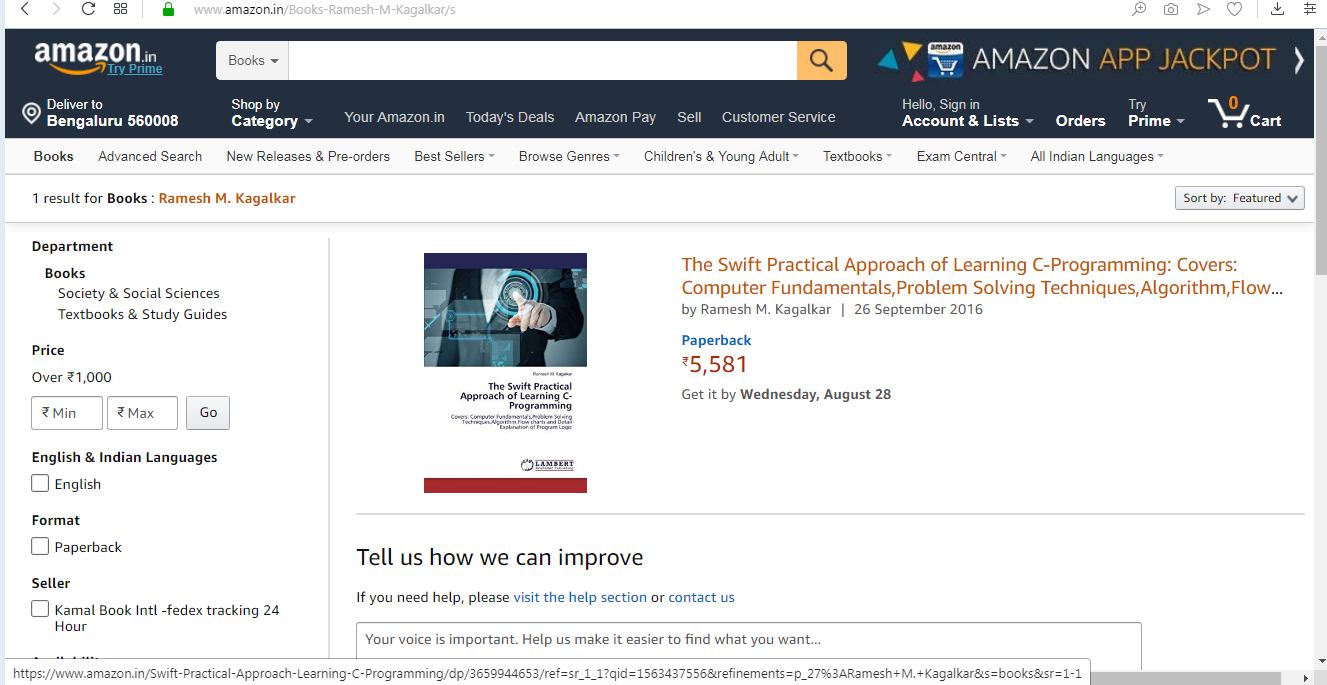 www.amazon.in/Books-Ramesh-M-Kagalkar/s
amazon.in
Try Prime
Books
amazon
AMAZON APP JACKPOT
Deliver to
Bengaluru 560008
Shop by
Category
Your Amazon.in
Today's Deals
Amazon Pay
Sell
Customer Service
Hello, Sign in
Account & Lists
Orders
Try
Prime
0
Cart
Books
Advanced Search
New Releases & Pre-orders
Best Sellers
Browse Genres
Children's & Young Adult
Textbooks
Exam Central
All Indian Languages
1 result for Books : Ramesh M. Kagalkar
Sort by: Featured
Department
Books
Society & Social Sciences
Textbooks & Study Guides
Price
Over ₹1,000
₹ Min
₹ Max
Go
English & Indian Languages
English
Format
Paperback
Seller
Kamal Book Intl -fedex tracking 24
Hour
Ramesh M. Kagalkar
The Swift Practical
Approach of Learning C-
Programming
Covers: Computer Fundamentals,Problem Solving
Techniques,Algorithm,Flow charts and Detail
Explanation of Program Logic
LAMBERT
The Swift Practical Approach of Learning C-Programming: Covers:
Computer Fundamentals,Problem Solving Techniques,Algorithm,Flow...
by Ramesh M. Kagalkar | 26 September 2016
Paperback
₹5,581
Get it by Wednesday, August 28
Tell us how we can improve
If you need help, please visit the help section or contact us
Your voice is important. Help us make it easier to find what you want...
https://www.amazon.in/Swift-Practical-Approach-Learning-C-Programming/dp/3659944653/ref=sr_1_1?qid=1563437556&refinements=p_27%3ARamesh+M.+Kagalkar&s=books&sr=1-1